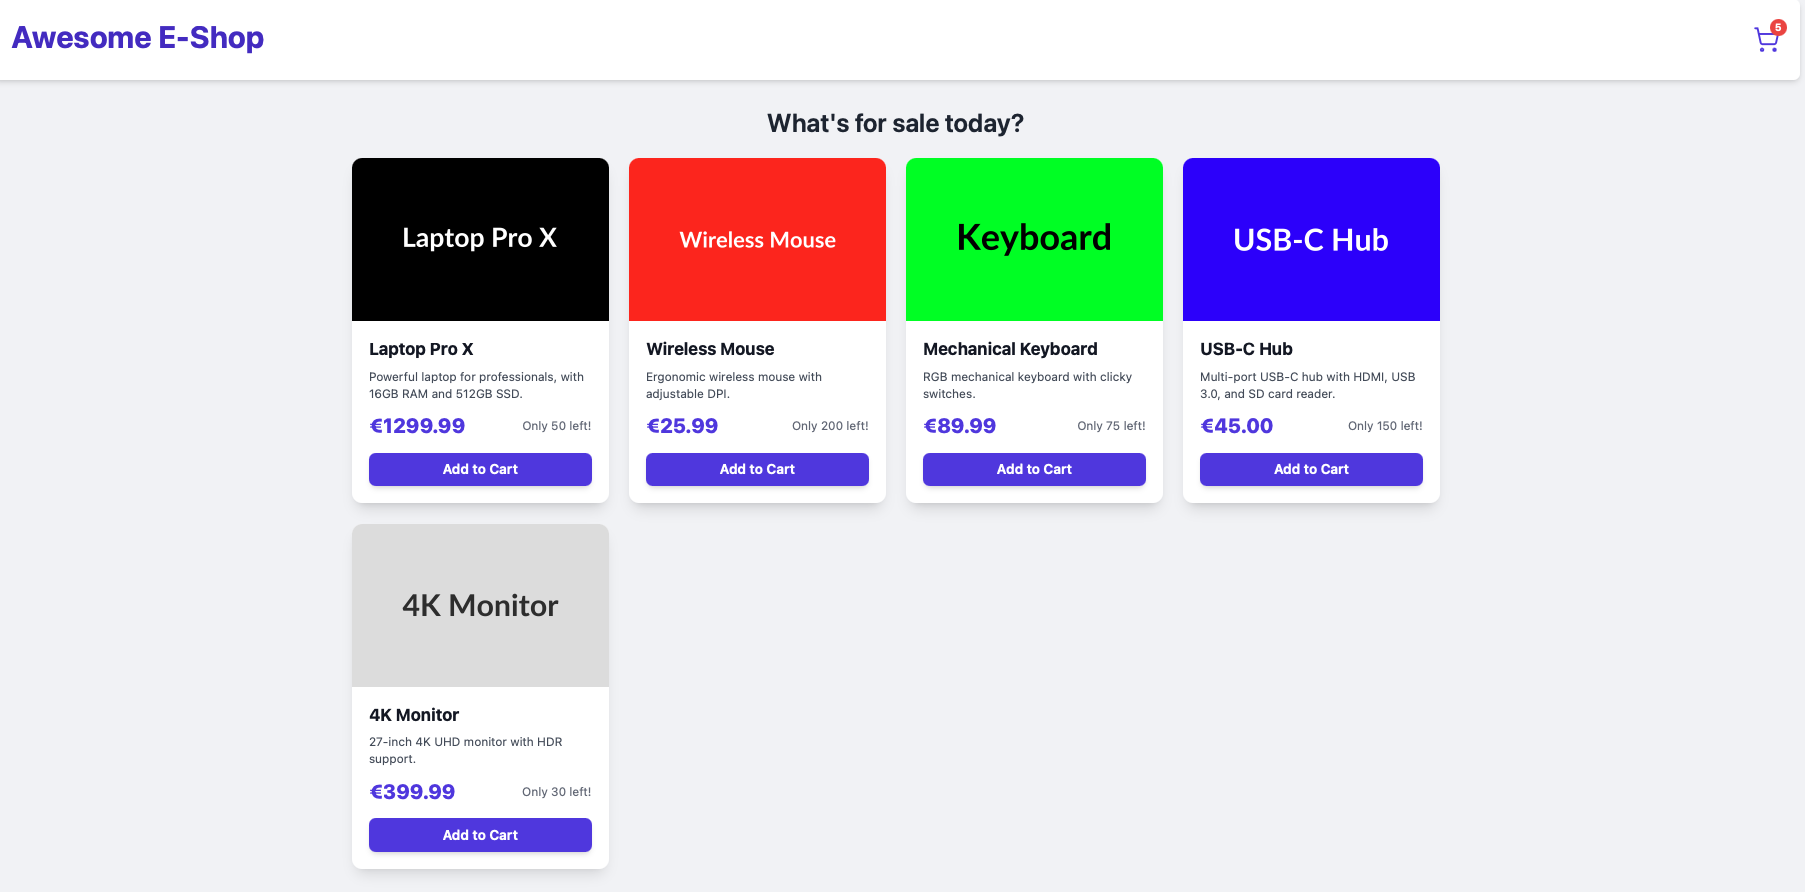 Awesome E-Shop
5
What's for sale today?
Laptop Pro X
Laptop Pro X
Powerful laptop for professionals, with
16GB RAM and 512GB SSD.
€1299.99 Only 50 left!
Add to Cart
Wireless Mouse
Wireless Mouse
Ergonomic wireless mouse with
adjustable DPI.
€25.99 Only 200 left!
Add to Cart
Keyboard
Mechanical Keyboard
RGB mechanical keyboard with clicky
switches.
€89.99 Only 75 left!
Add to Cart
USB-C Hub
USB-C Hub
Multi-port USB-C hub with HDMI, USB
3.0, and SD card reader.
€45.00 Only 150 left!
Add to Cart
4K Monitor
4K Monitor
27-inch 4K UHD monitor with HDR
support.
€399.99 Only 30 left!
Add to Cart